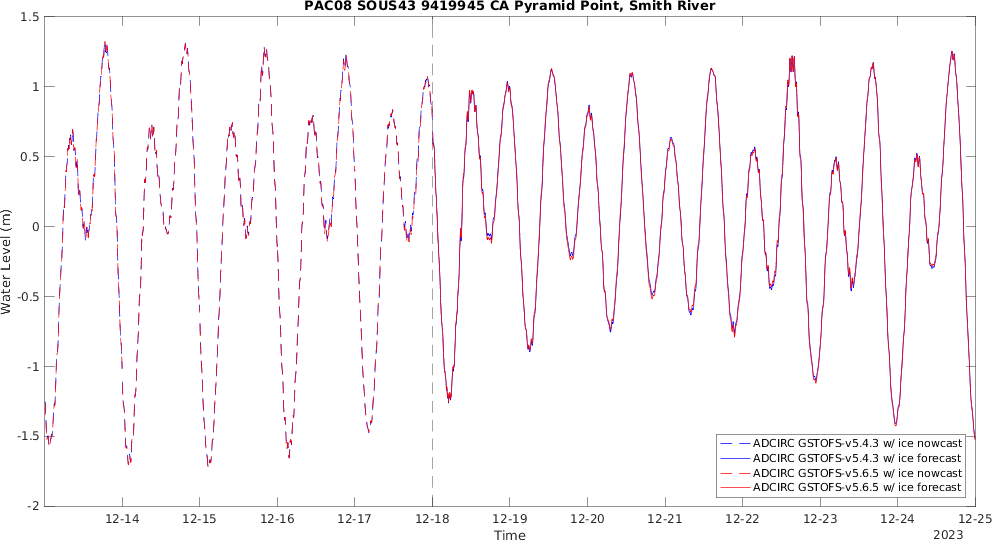 PAC08 SOUS43 9419945 CA Pyramid Point, Smith River
Water Level (m)
1.5
1
0.5
0
-0.5
-1
-1.5
-2
ADCIRC GSTOFS-v5.4.3 w/ ice nowcast
ADCIRC GSTOFS-v5.4.3 w/ ice forecast
ADCIRC GSTOFS-v5.6.5 w/ ice nowcast
ADCIRC GSTOFS-v5.6.5 w/ ice forecast
12-14 12-15 12-16 12-17 12-18 12-19 12-20 12-21 12-22 12-23 12-24 12-25
Time
2023